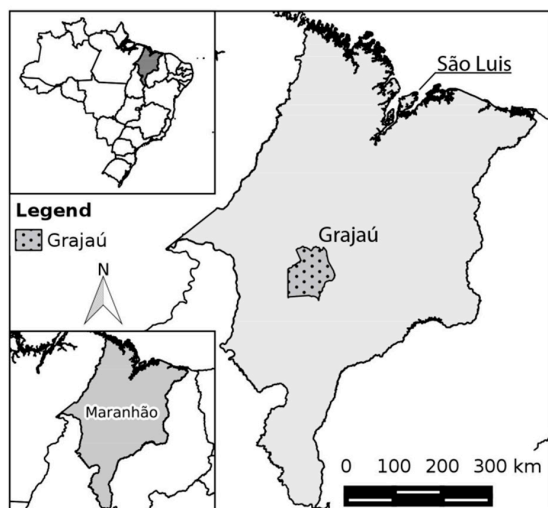 São Luis
Legend
Grajaú
Grajaú
N
Maranhão
0 100 200 300 km